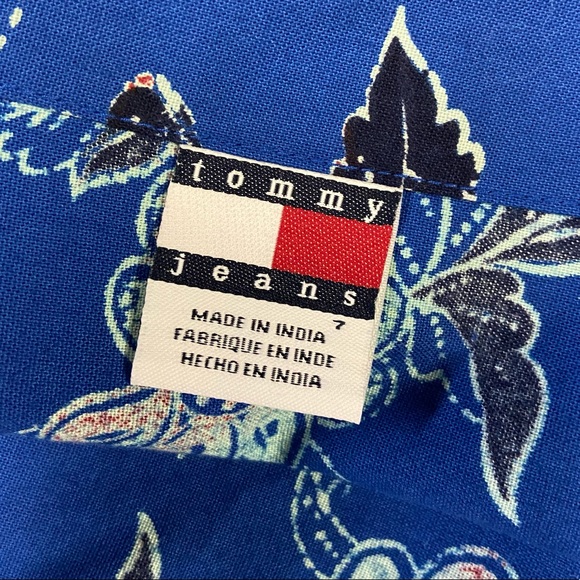 tommy
jeans
7
MADE IN INDIA
FABRIQUE EN INDE
HECHO EN INDIA